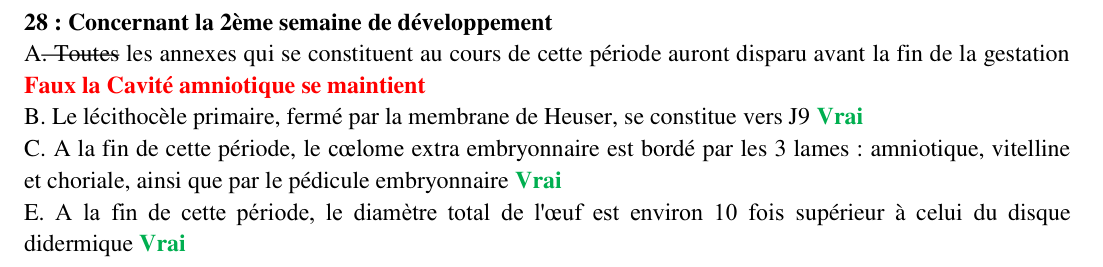 28 : Concernant la 2ème semaine de développement
A. Toutes les annexes qui se constituent au cours de cette période auront disparu avant la fin de la gestation
Faux la Cavité amniotique se maintient
B. Le lécithocèle primaire, fermé par la membrane de Heuser, se constitue vers J9 Vrai
C. A la fin de cette période, le cœlome extra embryonnaire est bordé par les 3 lames : amniotique, vitelline
et choriale, ainsi que par le pédicule embryonnaire Vrai
E. A la fin de cette période, le diamètre total de l'œuf est environ 10 fois supérieur à celui du disque
didermique Vrai